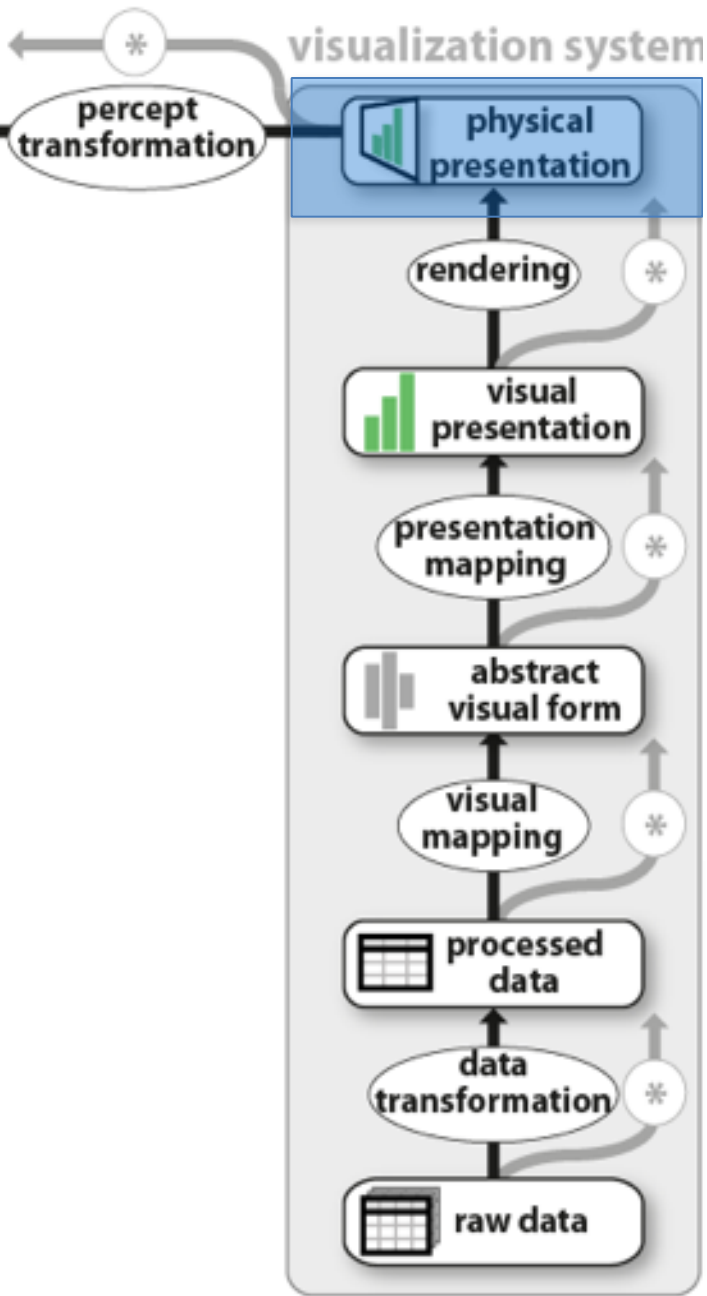 *
visualization system
percept
transformation
physical
presentation
rendering
*
visual
presentation
presentation
mapping
*
abstract
visual form
visual
mapping
*
processed
data
data
transformation
*
raw data